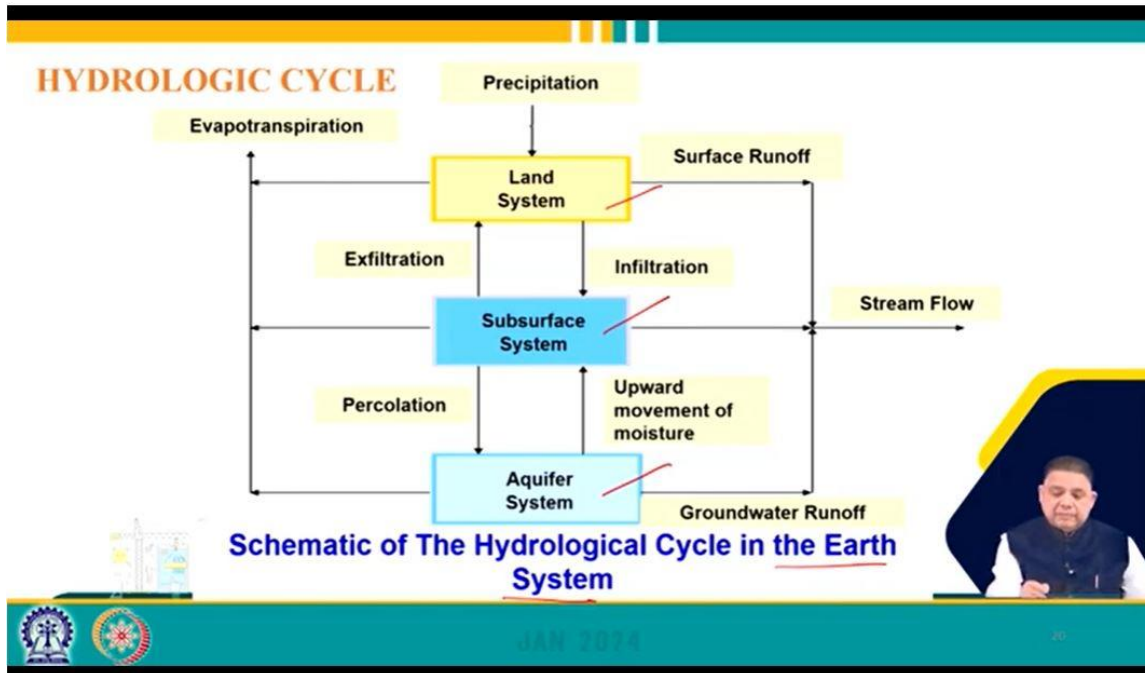 HYDROLOGIC CYCLE
Precipitation
Evapotranspiration
Surface Runoff
Land
System
Exfiltration
Infiltration
Stream Flow
Subsurface
System
Percolation
Upward
movement of
moisture
Aquifer
System
Groundwater Runoff
Schematic of The Hydrological Cycle in the Earth
System
JAN 2024
20